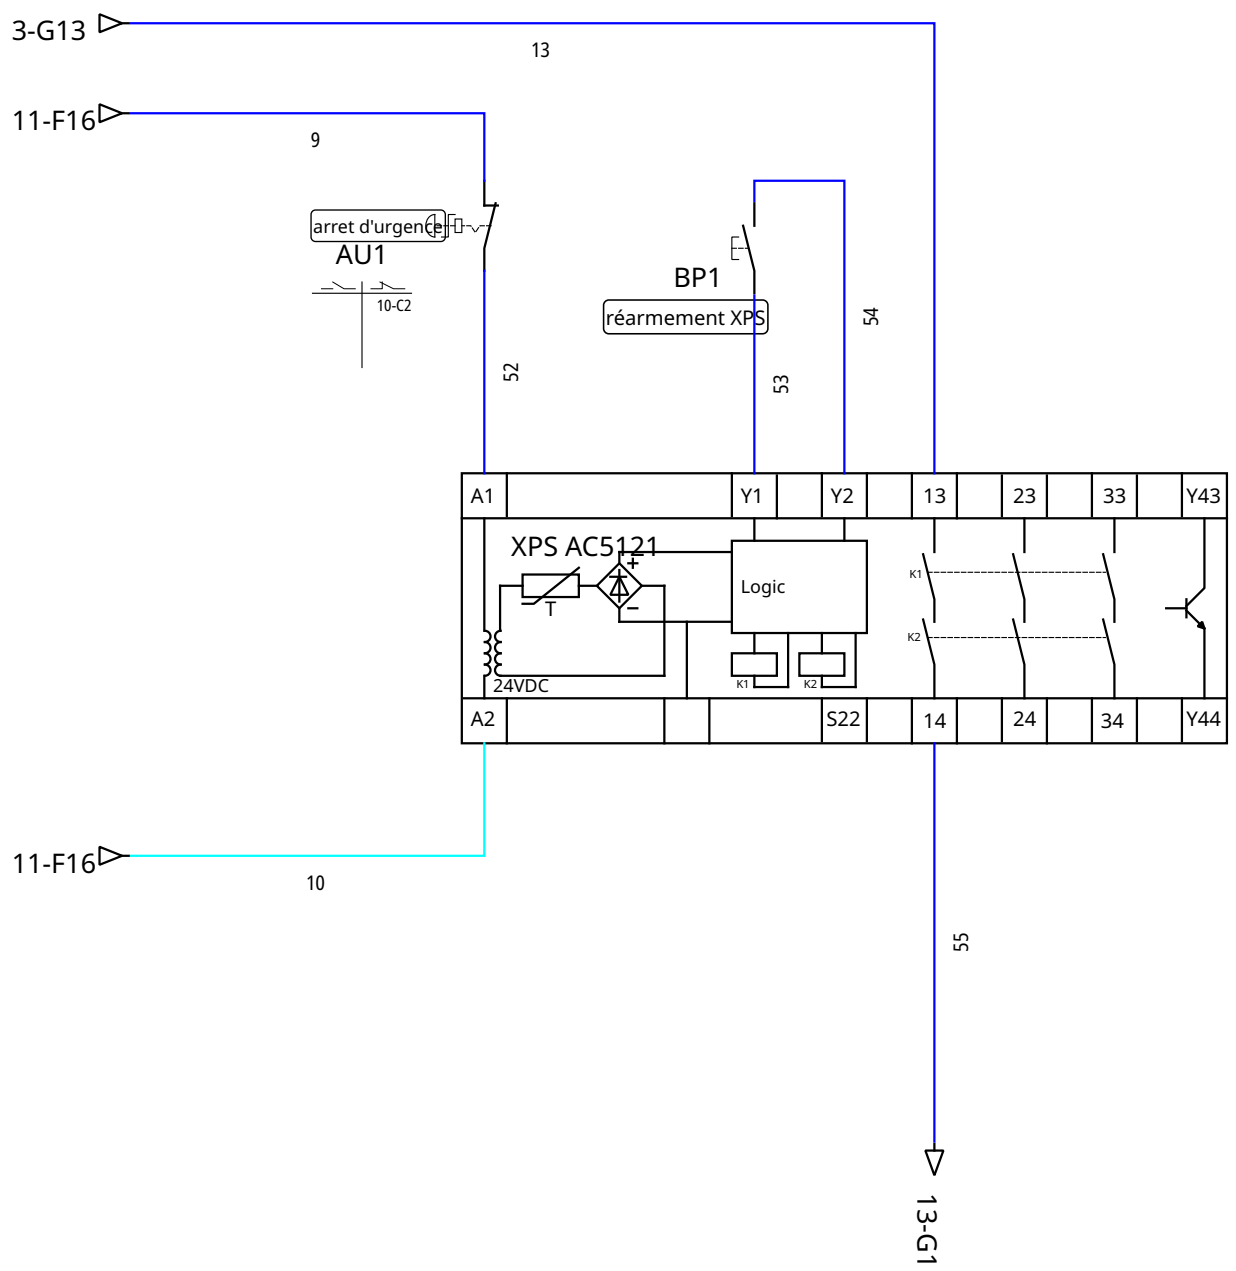 3-G13
13
11-F16
9
arret d'urgence
AU1
10-C2
BP1
réarmement XPS
54
52
53
A1
Y1
Y2
13
23
33
Y43
XPS AC5121
+
Logic
K1
T
−
K2
24VDC
K1
K2
A2
S22
14
24
34
Y44
11-F16
10
55
13-G1